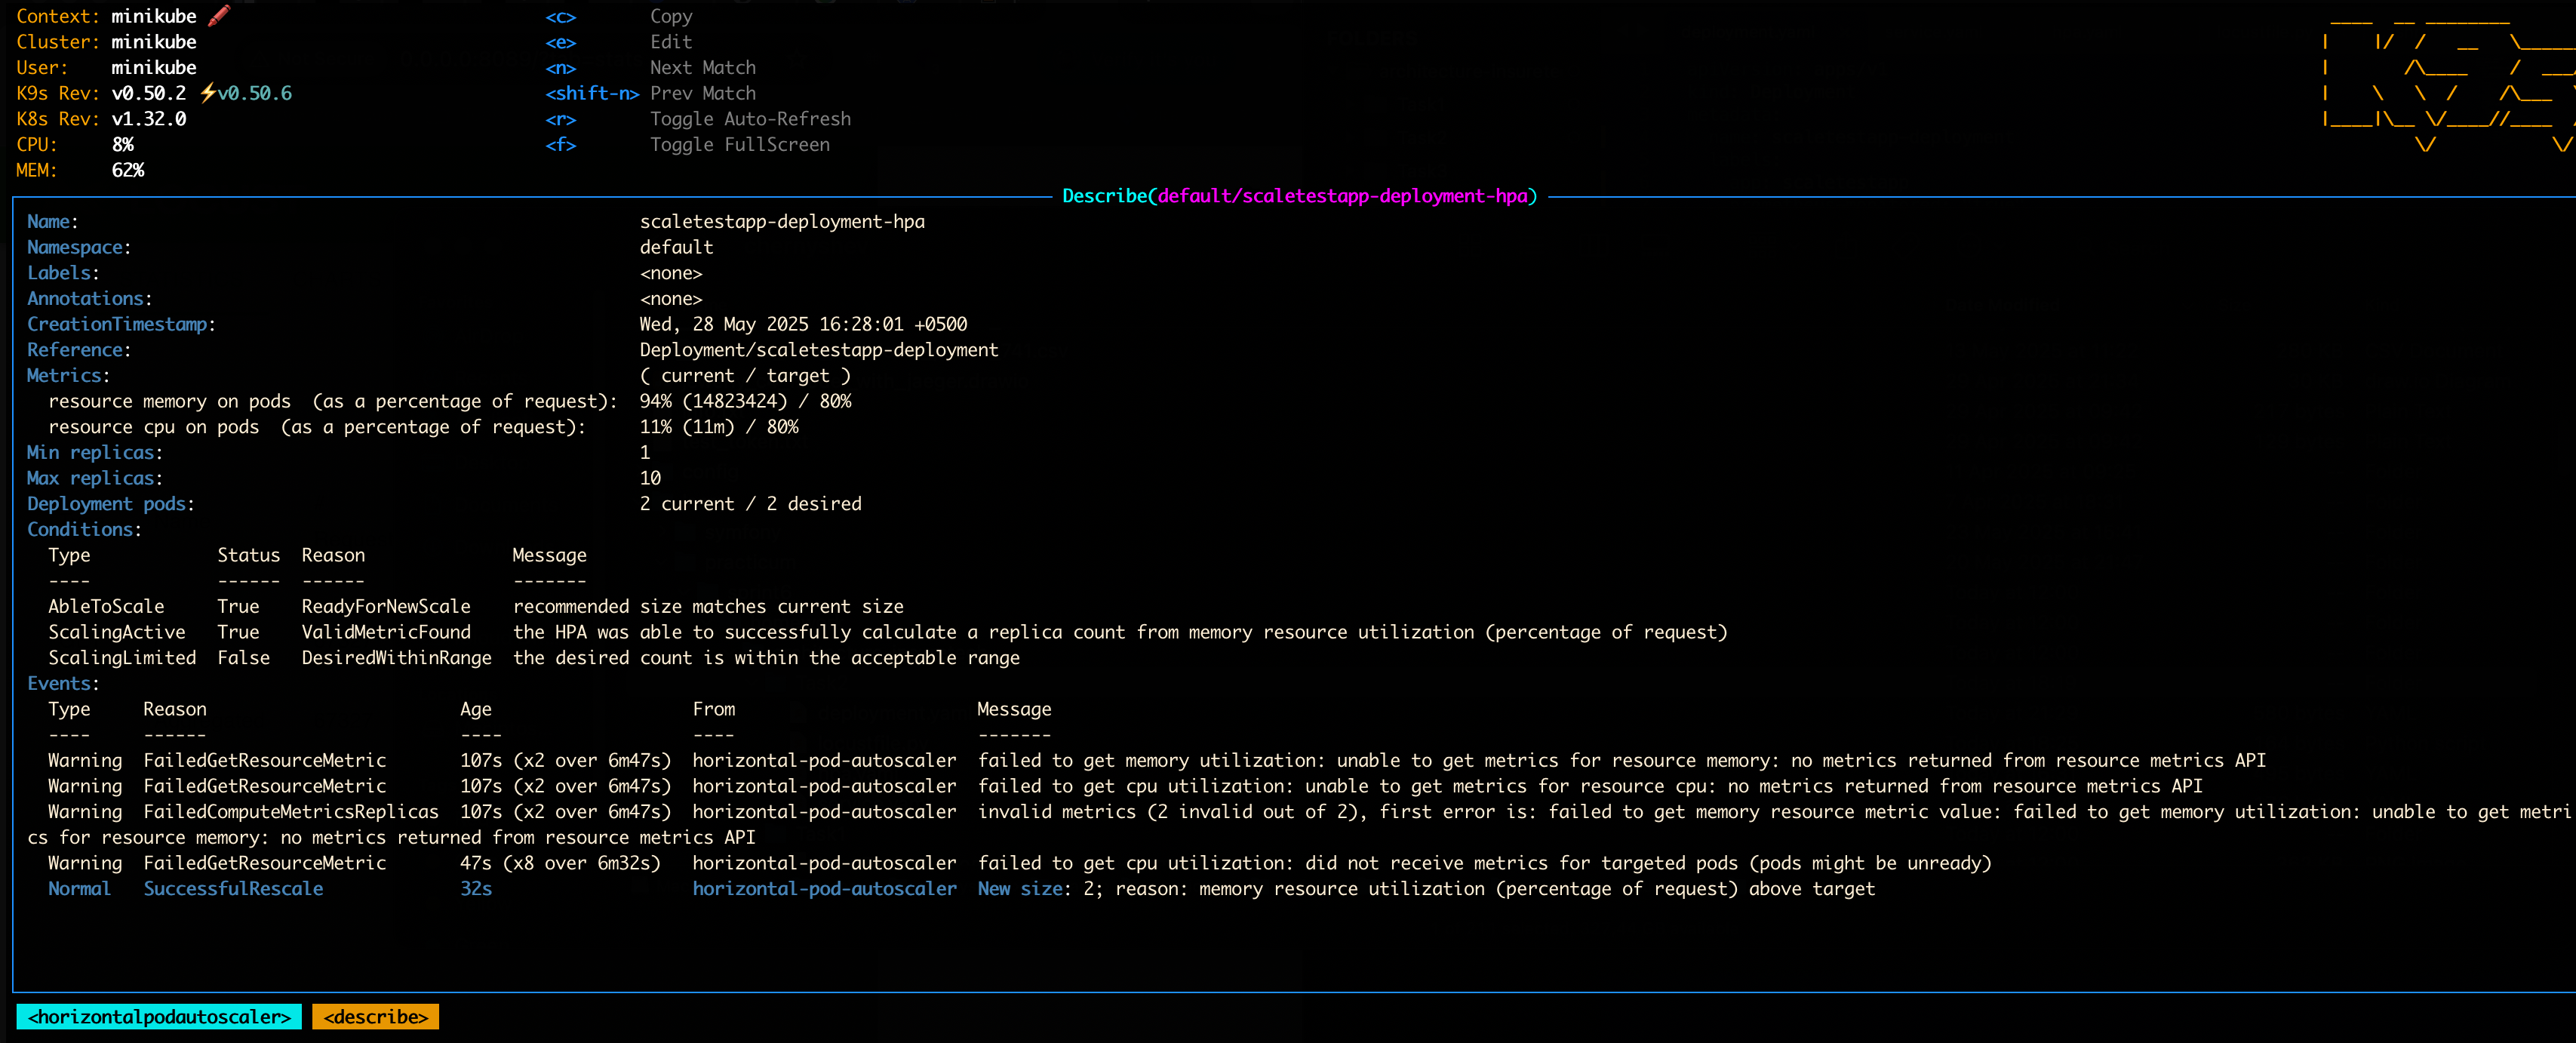 Context: minikube 🖍️ <c> Copy
Cluster: minikube <e> Edit
User: minikube <n> Next Match
K9s Rev: v0.50.2 ⚡v0.50.6 <shift-n> Prev Match
K8s Rev: v1.32.0 <r> Toggle Auto-Refresh
CPU: 8% <f> Toggle FullScreen
MEM: 62%
Describe(default/scaletestapp-deployment-hpa)
Name: scaletestapp-deployment-hpa
Namespace: default
Labels: <none>
Annotations: <none>
CreationTimestamp: Wed, 28 May 2025 16:28:01 +0500
Reference: Deployment/scaletestapp-deployment
Metrics: ( current / target )
resource memory on pods (as a percentage of request): 94% (14823424) / 80%
resource cpu on pods (as a percentage of request): 11% (11m) / 80%
Min replicas: 1
Max replicas: 10
Deployment pods: 2 current / 2 desired
Conditions:
Type Status Reason Message
---- ------ ------ -------
AbleToScale True ReadyForNewScale recommended size matches current size
ScalingActive True ValidMetricFound the HPA was able to successfully calculate a replica count from memory resource utilization (percentage of request)
ScalingLimited False DesiredWithinRange the desired count is within the acceptable range
Events:
Type Reason Age From Message
---- ------ ---- ---- -------
Warning FailedGetResourceMetric 107s (x2 over 6m47s) horizontal-pod-autoscaler failed to get memory utilization: unable to get metrics for resource memory: no metrics returned from resource metrics API
Warning FailedGetResourceMetric 107s (x2 over 6m47s) horizontal-pod-autoscaler failed to get cpu utilization: unable to get metrics for resource cpu: no metrics returned from resource metrics API
Warning FailedComputeMetricsReplicas 107s (x2 over 6m47s) horizontal-pod-autoscaler invalid metrics (2 invalid out of 2), first error is: failed to get memory resource metric value: failed to get memory utilization: unable to get metri
cs for resource memory: no metrics returned from resource metrics API
Warning FailedGetResourceMetric 47s (x8 over 6m32s) horizontal-pod-autoscaler failed to get cpu utilization: did not receive metrics for targeted pods (pods might be unready)
Normal SuccessfulRescale 32s horizontal-pod-autoscaler New size: 2; reason: memory resource utilization (percentage of request) above target
<horizontalpodautoscaler> <describe>